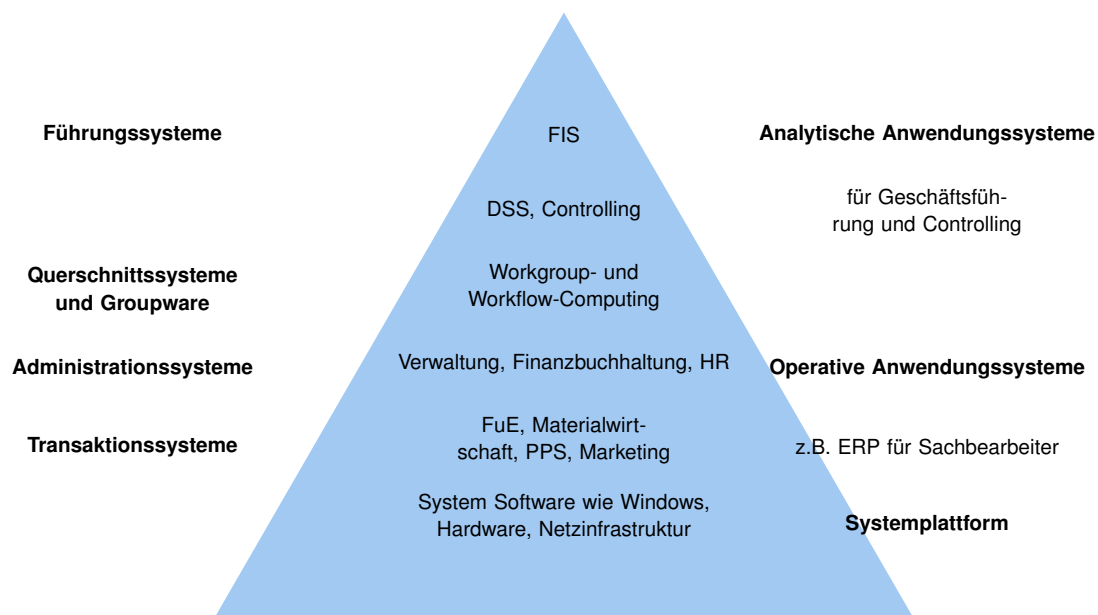 Führungssysteme
FIS
Analytische Anwendungssysteme
DSS, Controlling
für Geschäftsfüh-
rung und Controlling
Querschnittssysteme
und Groupware
Workgroup- und
Workflow-Computing
Administrationssysteme
Verwaltung, Finanzbuchhaltung, HR
Operative Anwendungssysteme
Transaktionssysteme
FuE, Materialwirt-
schaft, PPS, Marketing
z.B. ERP für Sachbearbeiter
System Software wie Windows,
Hardware, Netzinfrastruktur
Systemplattform